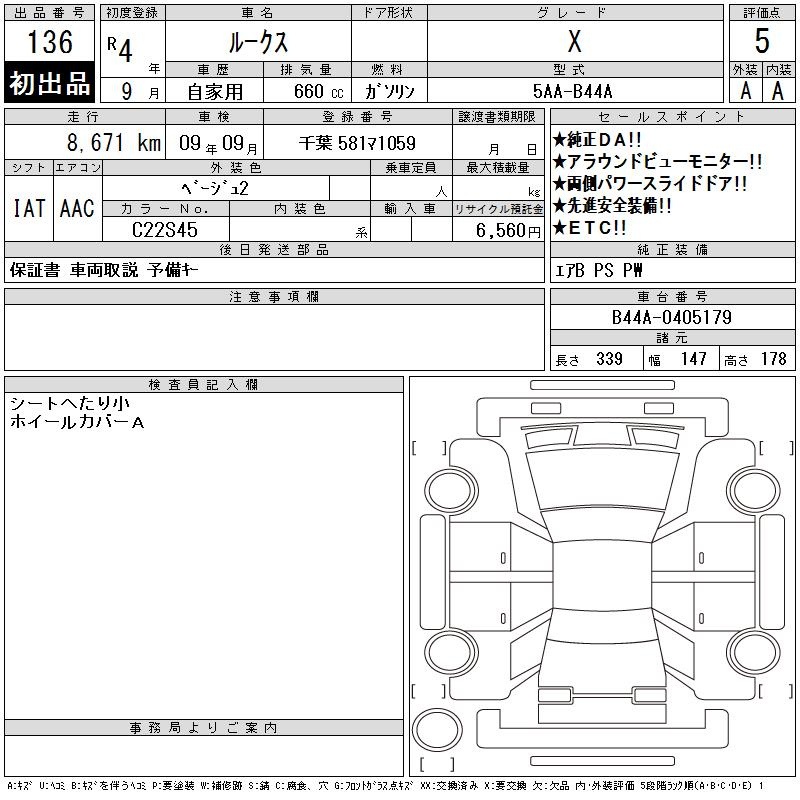 出品番号 初度登録 車名 ドア形状 グレード 評価点
136 R4年 ルークス X 5
初出品 車歴 排気量 燃料 型式 外装 内装
9月 自家用 660cc ガソリン 5AA-B44A A A
走行 車検 登録番号 譲渡書類期限 セールスポイント
8,671 km 09年09月 千葉 581マ1059 月 日
シフト エアコン 外装色 乗車定員 最大積載量
IAT AAC ベージュ2 人 kg
カラーNo. 内装色 輸入車 リサイクル預託金
C22S45 系 6,560円
★純正DA!!
★アラウンドビューモニター!!
★両側パワースライドドア!!
★先進安全装備!!
★ETC!!
後日発送部品 純正装備
保証書 車両取説 予備キー エアB PS PW
注意事項欄 車台番号
B44A-0405179
諸元
長さ 339 幅 147 高さ 178
検査員記入欄
シートへたり小
ホイールカバーA
事務局よりご案内
A:キズ U:ヘコミ B:キズを伴うヘコミ P:要塗装 W:補修跡 S:錆 C:腐食、穴 G:フロントガラス点キズ XX:交換済み X:要交換 欠:欠品 内・外装評価 5段階ランク順(A・B・C・D・E) 1